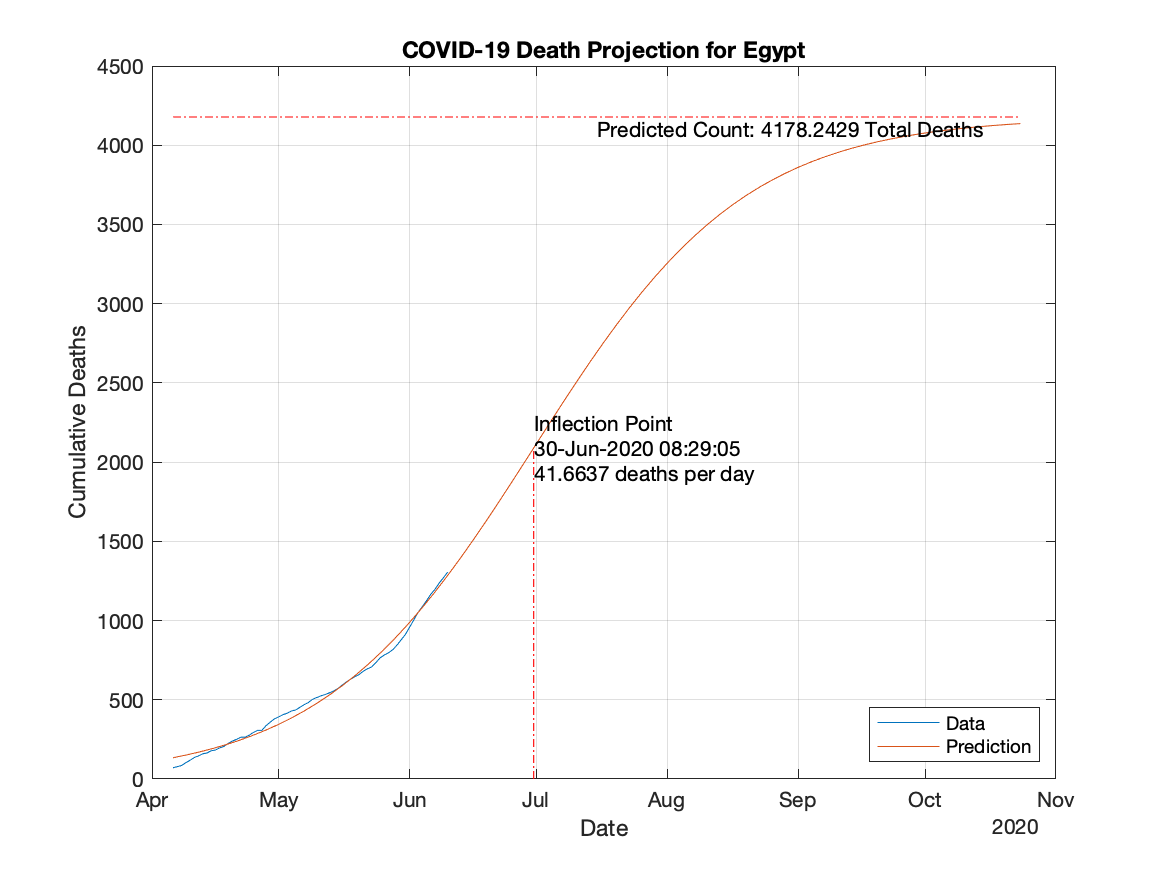 COVID-19 Death Projection for Egypt
4500
4000
3500
3000
2500
2000
1500
1000
500
0
Cumulative Deaths
Predicted Count: 4178.2429 Total Deaths
Inflection Point
30-Jun-2020 08:29:05
41.6637 deaths per day
Data
Prediction
Apr May Jun Jul Aug Sep Oct Nov
Date
2020